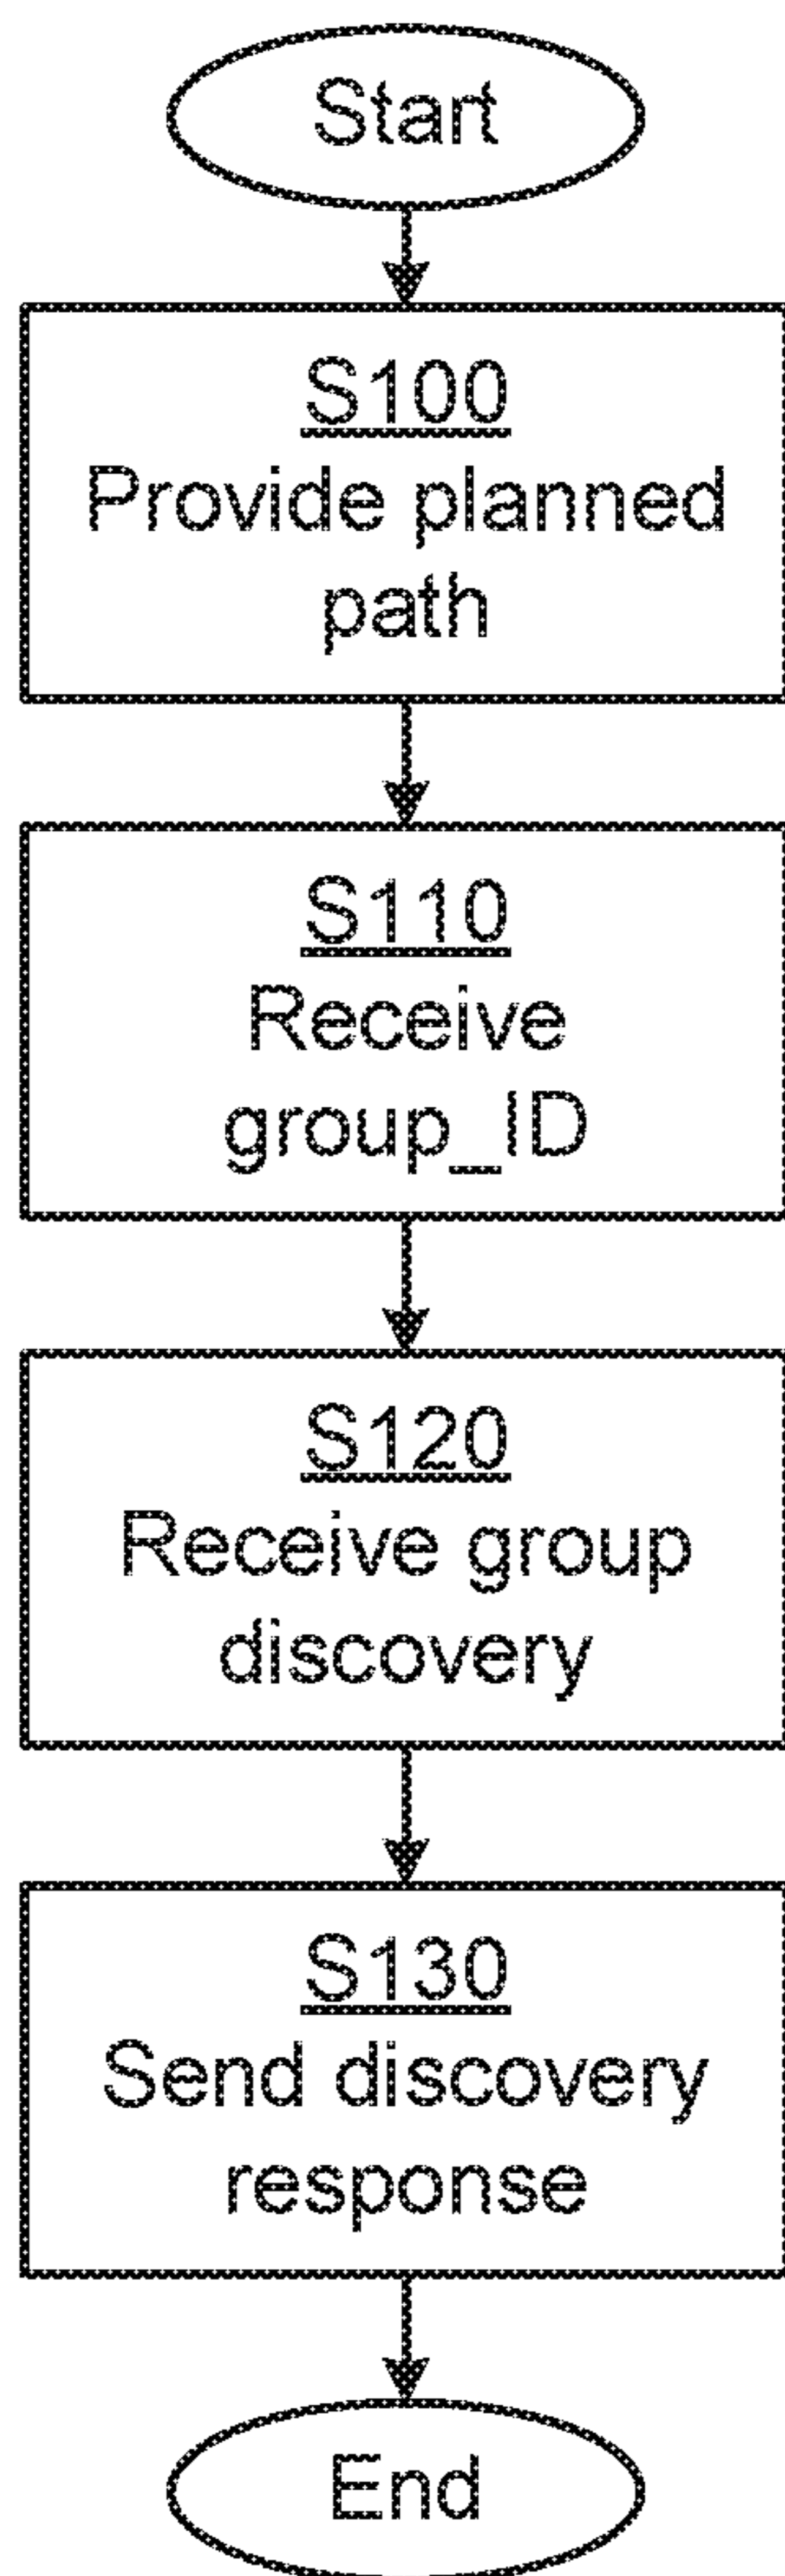 Start
S100
Provide planned
path
S110
Receive
group_ID
S120
Receive group
discovery
S130
Send discovery
response
End